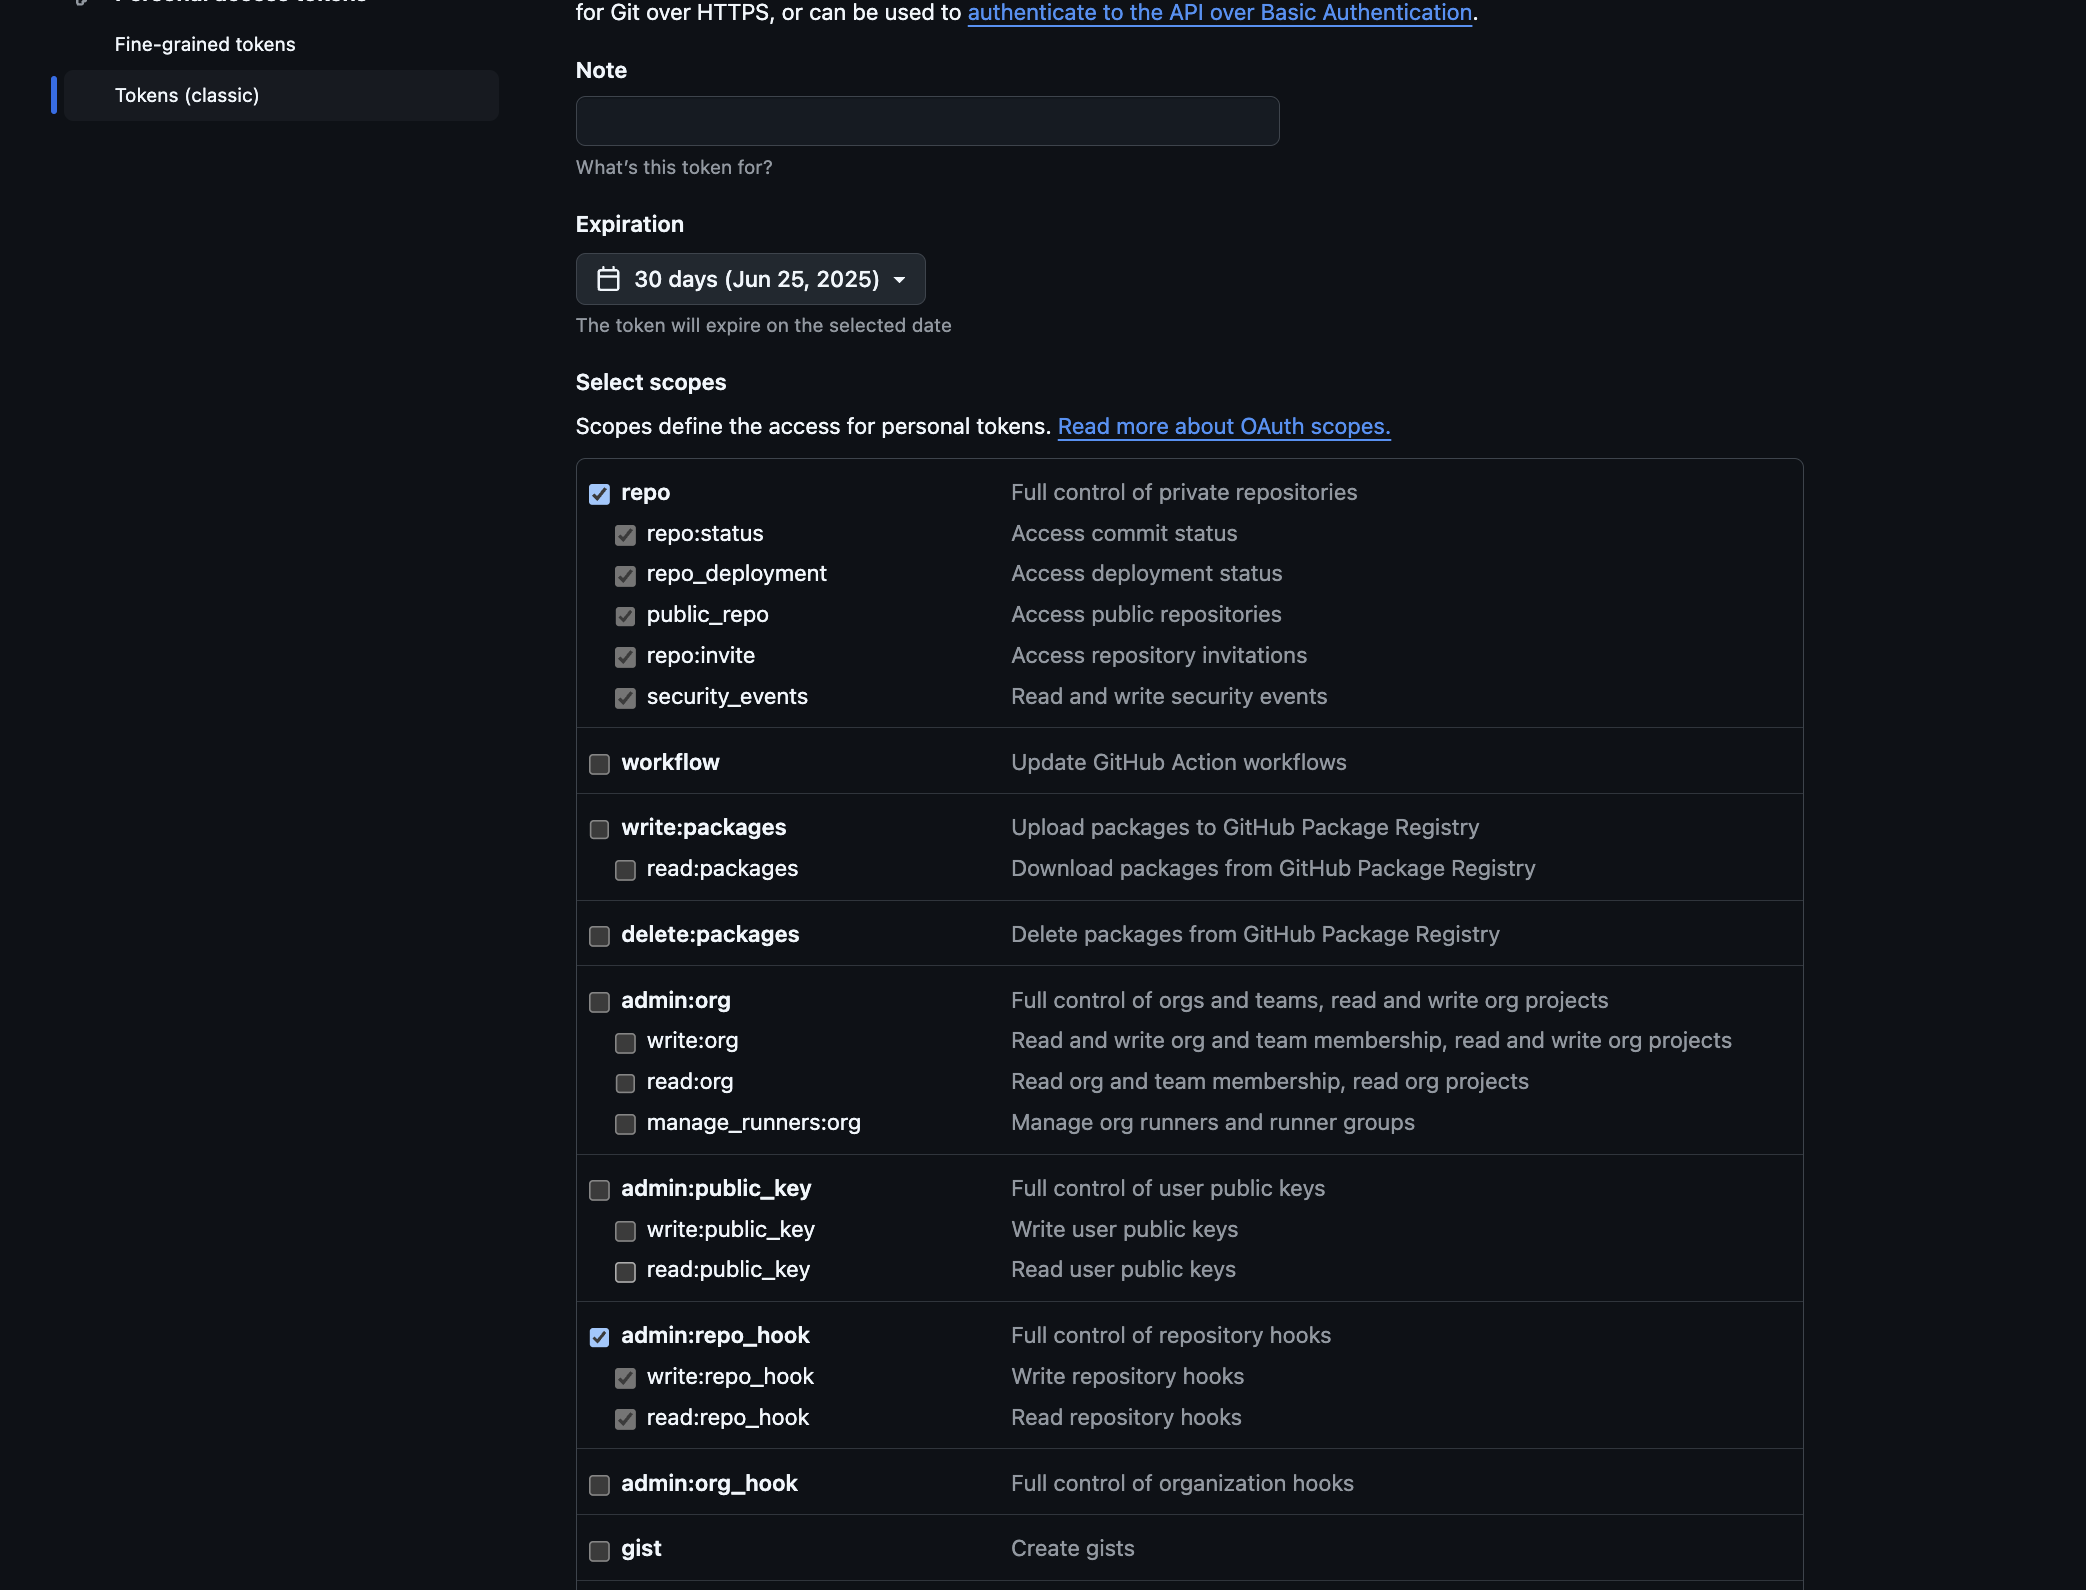 Personal access tokens
Fine-grained tokens
Tokens (classic)
for Git over HTTPS, or can be used to authenticate to the API over Basic Authentication.
Note
What's this token for?
Expiration
30 days (Jun 25, 2025)
The token will expire on the selected date
Select scopes
Scopes define the access for personal tokens. Read more about OAuth scopes.
repo Full control of private repositories
repo:status Access commit status
repo_deployment Access deployment status
public_repo Access public repositories
repo:invite Access repository invitations
security_events Read and write security events
workflow Update GitHub Action workflows
write:packages Upload packages to GitHub Package Registry
read:packages Download packages from GitHub Package Registry
delete:packages Delete packages from GitHub Package Registry
admin:org Full control of orgs and teams, read and write org projects
write:org Read and write org and team membership, read and write org projects
read:org Read org and team membership, read org projects
manage_runners:org Manage org runners and runner groups
admin:public_key Full control of user public keys
write:public_key Write user public keys
read:public_key Read user public keys
admin:repo_hook Full control of repository hooks
write:repo_hook Write repository hooks
read:repo_hook Read repository hooks
admin:org_hook Full control of organization hooks
gist Create gists